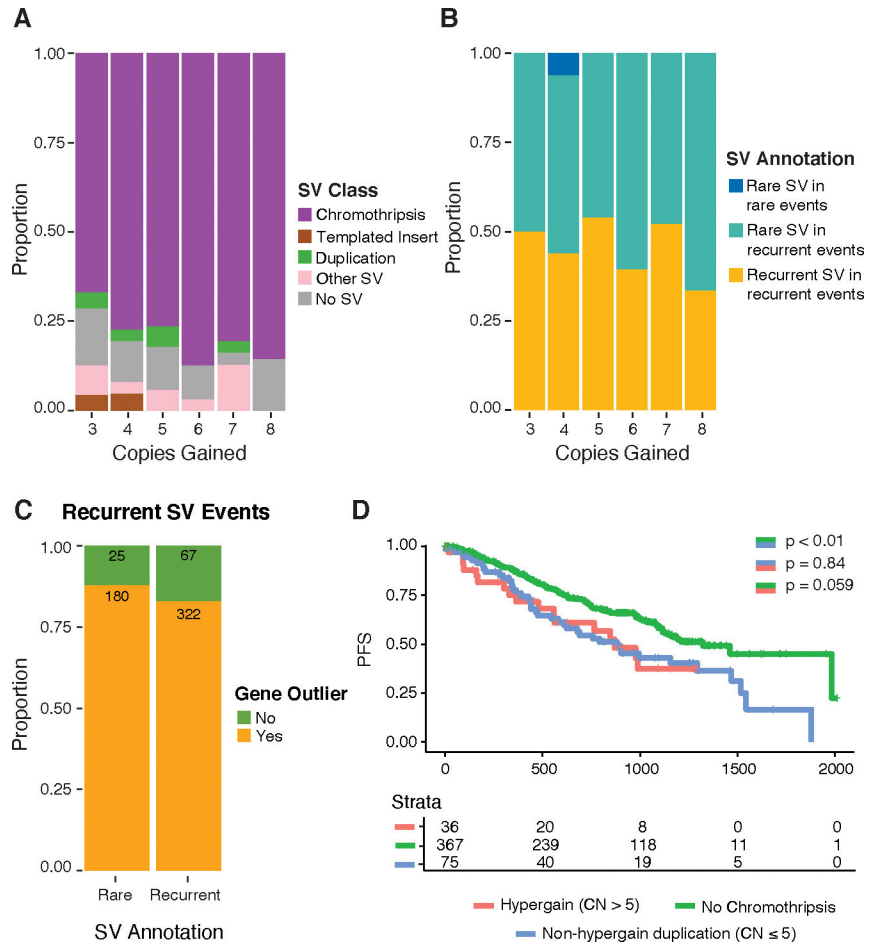 A
1.00
0.75
0.50
0.25
0.00
Proportion
3 4 5 6 7 8
Copies Gained
SV Class
Chromothripsis
Templated Insert
Duplication
Other SV
No SV
B
1.00
0.75
0.50
0.25
0.00
Proportion
3 4 5 6 7 8
Copies Gained
SV Annotation
Rare SV in
rare events
Rare SV in
recurrent events
Recurrent SV in
recurrent events
C
Recurrent SV Events
1.00
0.75
0.50
0.25
0.00
Proportion
25 67
180 322
Rare Recurrent
SV Annotation
Gene Outlier
No
Yes
D
1.00
0.75
0.50
0.25
0.00
PFS
p < 0.01
p = 0.84
p = 0.059
0 500 1000 1500 2000
Strata
36 20 8 0 0
367 239 118 11 1
75 40 19 5 0
Hypergain (CN > 5)
No Chromothripsis
Non-hypergain duplication (CN ≤ 5)